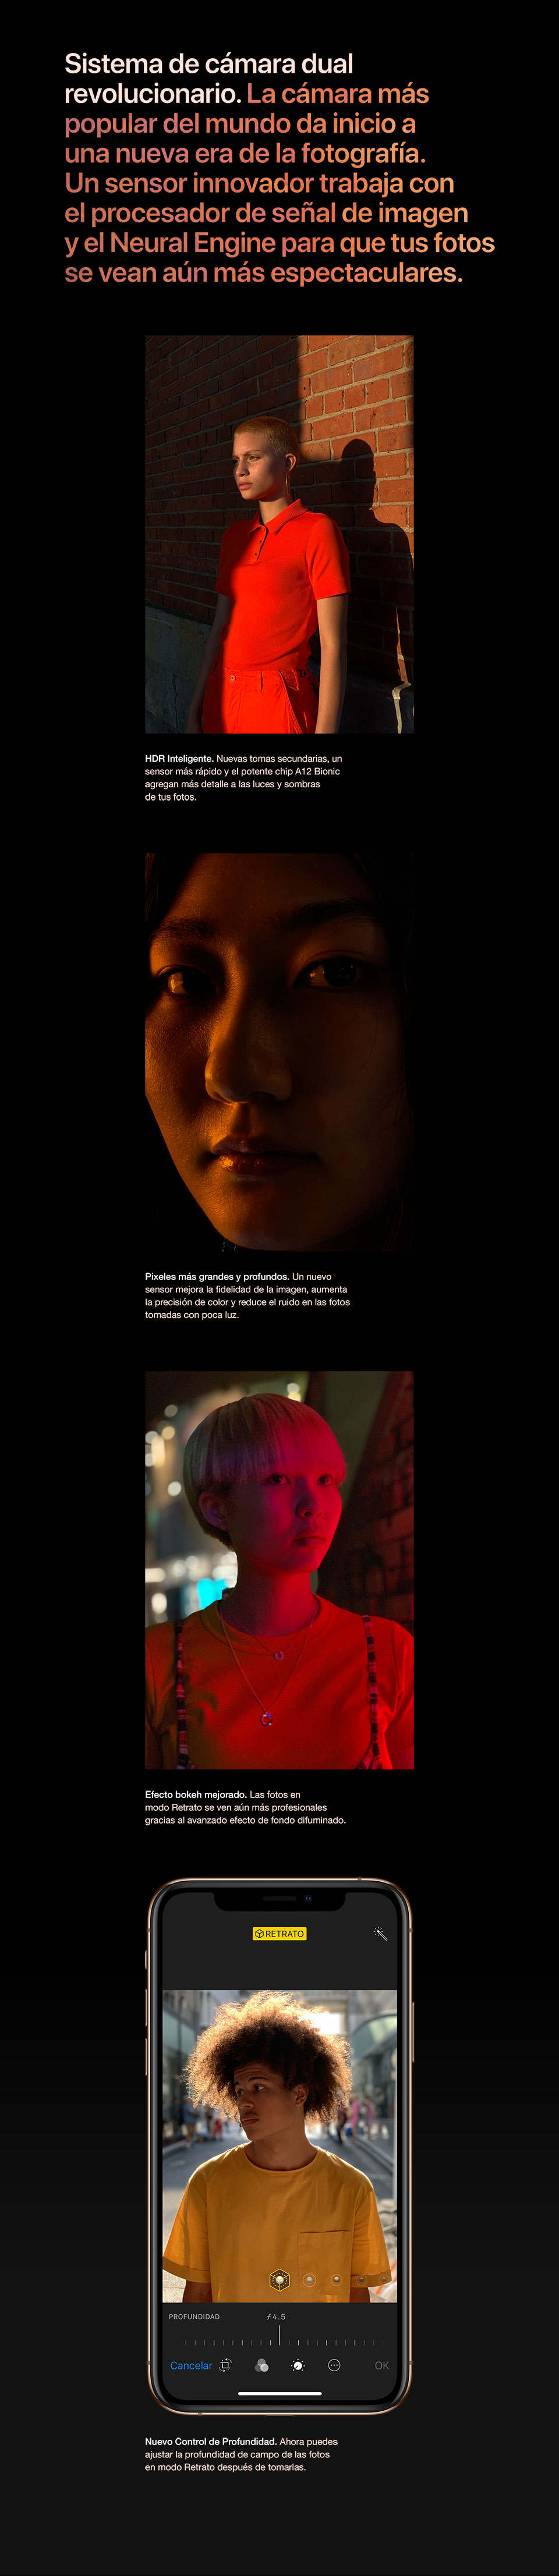 Sistema de cámara dual
revolucionario. La cámara más
popular del mundo da inicio a
una nueva era de la fotografía.
Un sensor innovador trabaja con
el procesador de señal de imagen
y el Neural Engine para que tus fotos
se vean aún más espectaculares.
HDR Inteligente. Nuevas tomas secundarias, un
sensor más rápido y el potente chip A12 Bionic
agregan más detalle a las luces y sombras
de tus fotos.
Pixeles más grandes y profundos. Un nuevo
sensor mejora la fidelidad de la imagen, aumenta
la precisión de color y reduce el ruido en las fotos
tomadas con poca luz.
Efecto bokeh mejorado. Las fotos en
modo Retrato se ven aún más profesionales
gracias al avanzado efecto de fondo difuminado.
RETRATO
PROFUNDIDAD ƒ4.5
Cancelar OK
Nuevo Control de Profundidad. Ahora puedes
ajustar la profundidad de campo de las fotos
en modo Retrato después de tomarlas.